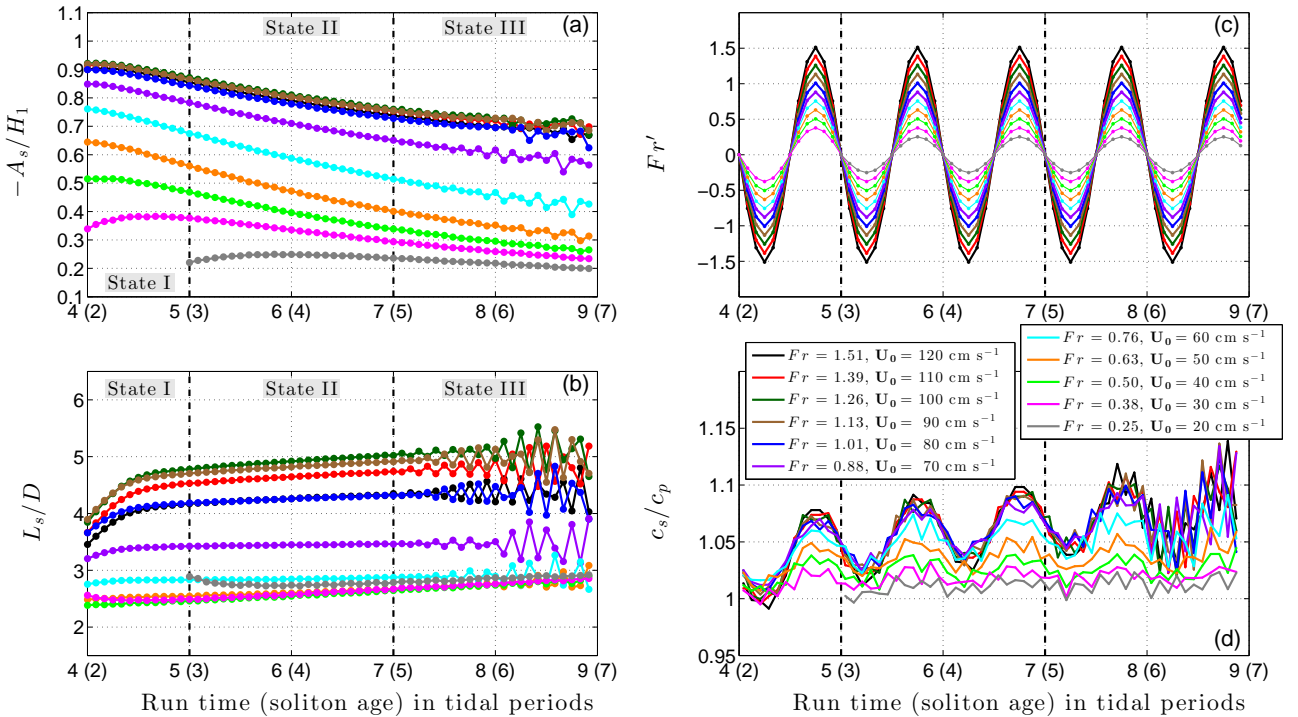 (a)
State II
State III
State I
−A_s/H_1
1.1
1
0.9
0.8
0.7
0.6
0.5
0.4
0.3
0.2
0.1
4 (2) 5 (3) 6 (4) 7 (5) 8 (6) 9 (7)
(c)
Fr′
1.5
1
0.5
0
−0.5
−1
−1.5
4 (2) 5 (3) 6 (4) 7 (5) 8 (6) 9 (7)
(b)
State I
State II
State III
L_s/D
6
5
4
3
2
4 (2) 5 (3) 6 (4) 7 (5) 8 (6) 9 (7)
Run time (soliton age) in tidal periods
Fr = 1.51, U_0 = 120 cm s⁻¹
Fr = 1.39, U_0 = 110 cm s⁻¹
Fr = 1.26, U_0 = 100 cm s⁻¹
Fr = 1.13, U_0 = 90 cm s⁻¹
Fr = 1.01, U_0 = 80 cm s⁻¹
Fr = 0.88, U_0 = 70 cm s⁻¹
Fr = 0.76, U_0 = 60 cm s⁻¹
Fr = 0.63, U_0 = 50 cm s⁻¹
Fr = 0.50, U_0 = 40 cm s⁻¹
Fr = 0.38, U_0 = 30 cm s⁻¹
Fr = 0.25, U_0 = 20 cm s⁻¹
c_s/c_p
1.15
1.1
1.05
1
0.95
(d)
4 (2) 5 (3) 6 (4) 7 (5) 8 (6) 9 (7)
Run time (soliton age) in tidal periods